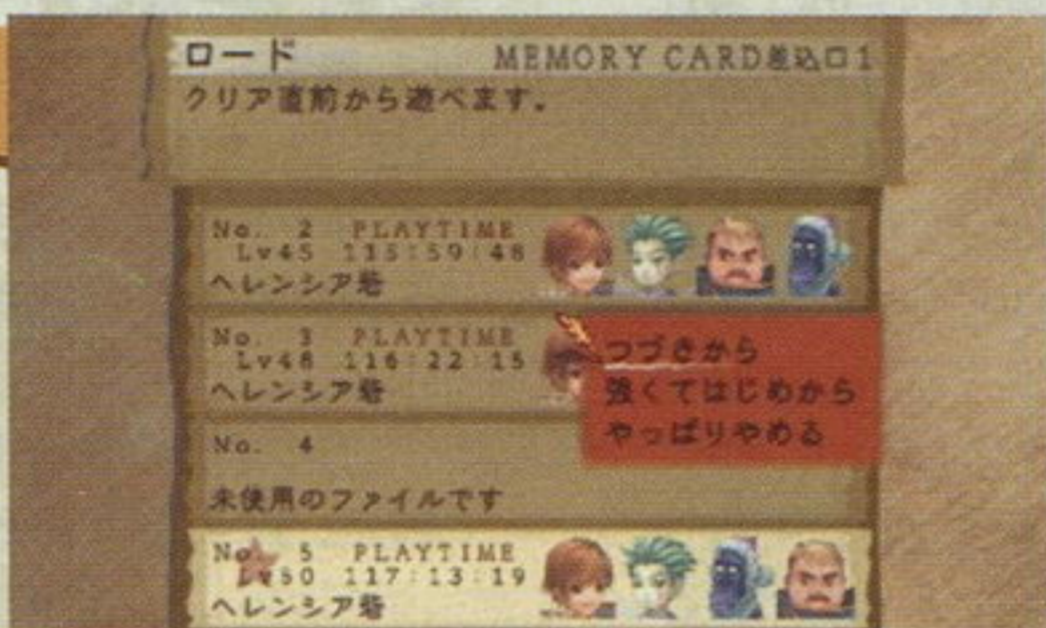 ロード
MEMORY CARD差込口1
クリア直前から遊べます。
No. 2 PLAYTIME
Lv45 115:59:48
ヘレンシア砦
No. 3 PLAYTIME
Lv48 116:22:15
ヘレンシア砦
つづきから
強くてはじめから
やっぱりやめる
No. 4
未使用のファイルです
No. 5 PLAYTIME
Lv50 117:13:19
ヘレンシア砦